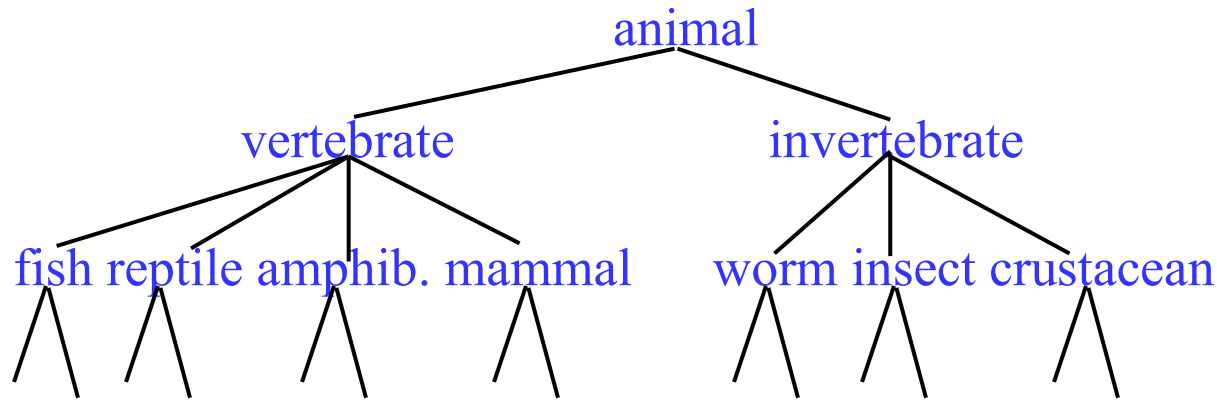 animal
vertebrate invertebrate
fish reptile amphib. mammal worm insect crustacean